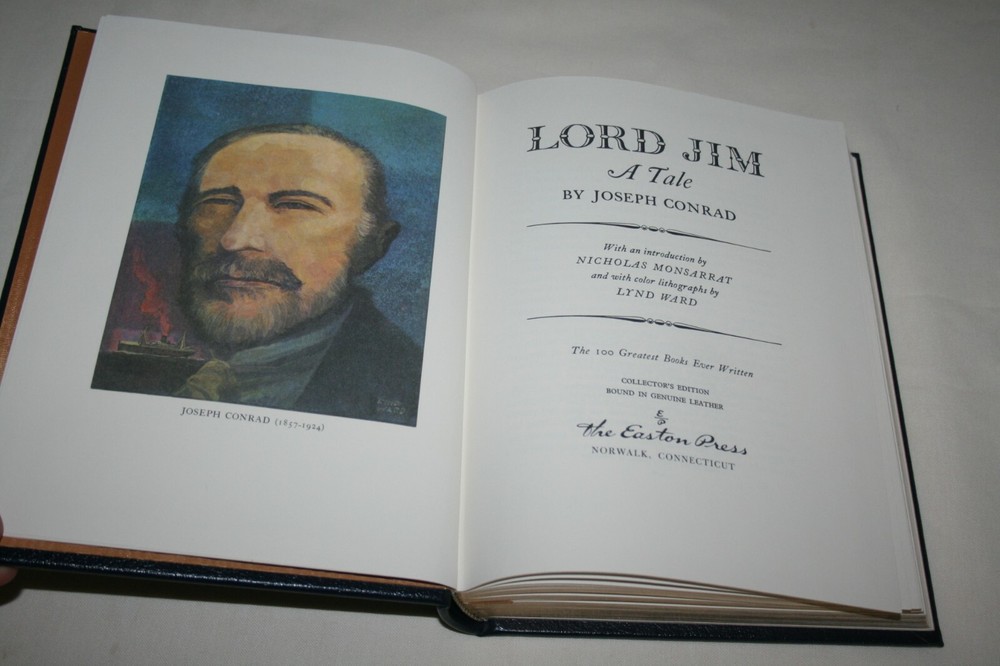 JOSEPH CONRAD (1857-1924)
LORD JIM
A Tale
BY JOSEPH CONRAD
With an introduction by
NICHOLAS MONSARRAT
and with color lithographs by
LYND WARD
The 100 Greatest Books Ever Written
COLLECTOR'S EDITION
BOUND IN GENUINE LEATHER
The Easton Press
NORWALK, CONNECTICUT